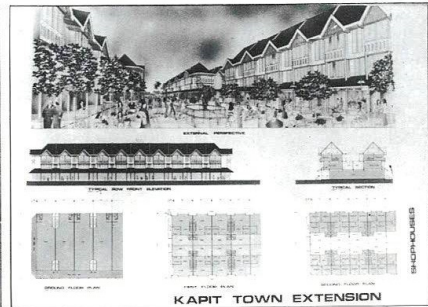 EXTERNAL PERSPECTIVE
TYPICAL ROW FRONT ELEVATION
TYPICAL SECTION
GROUND FLOOR PLAN
FIRST FLOOR PLAN
SECOND FLOOR PLAN
SHOPHOUSES
KAPIT TOWN EXTENSION